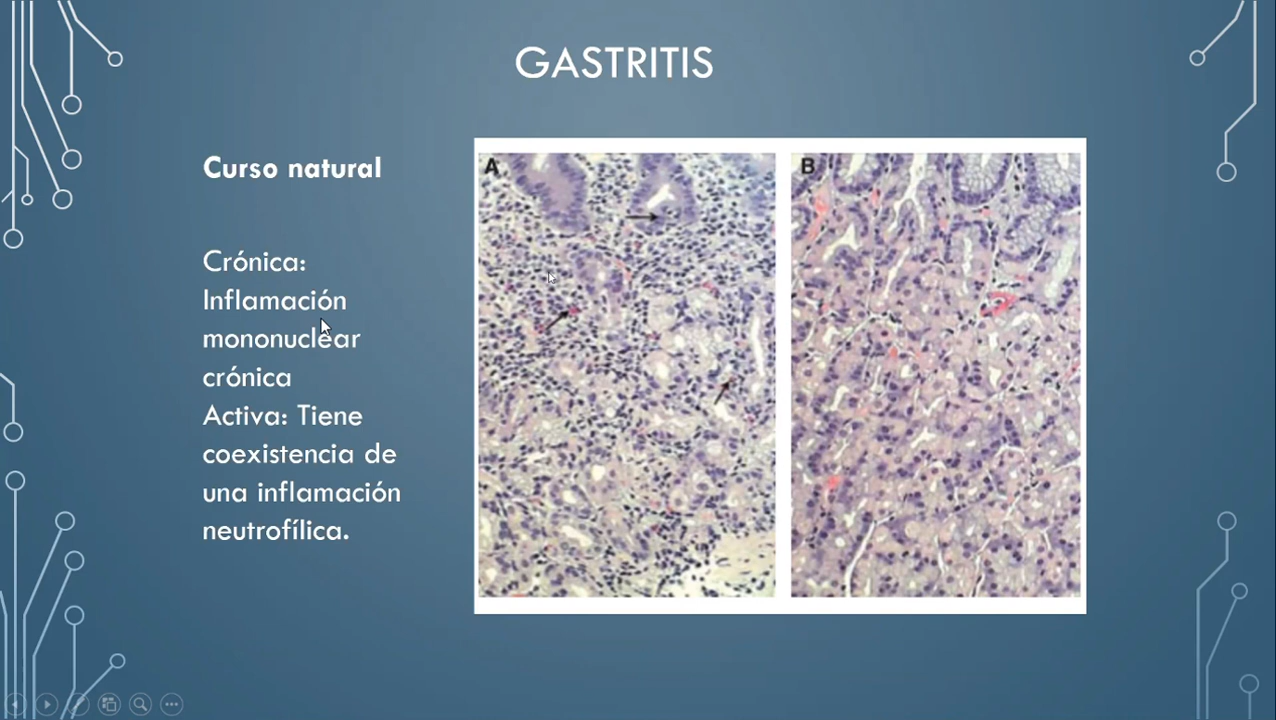 GASTRITIS
Curso natural
Crónica:
Inflamación
mononuclear
crónica
Activa: Tiene
coexistencia de
una inflamación
neutrofílica.
A
B